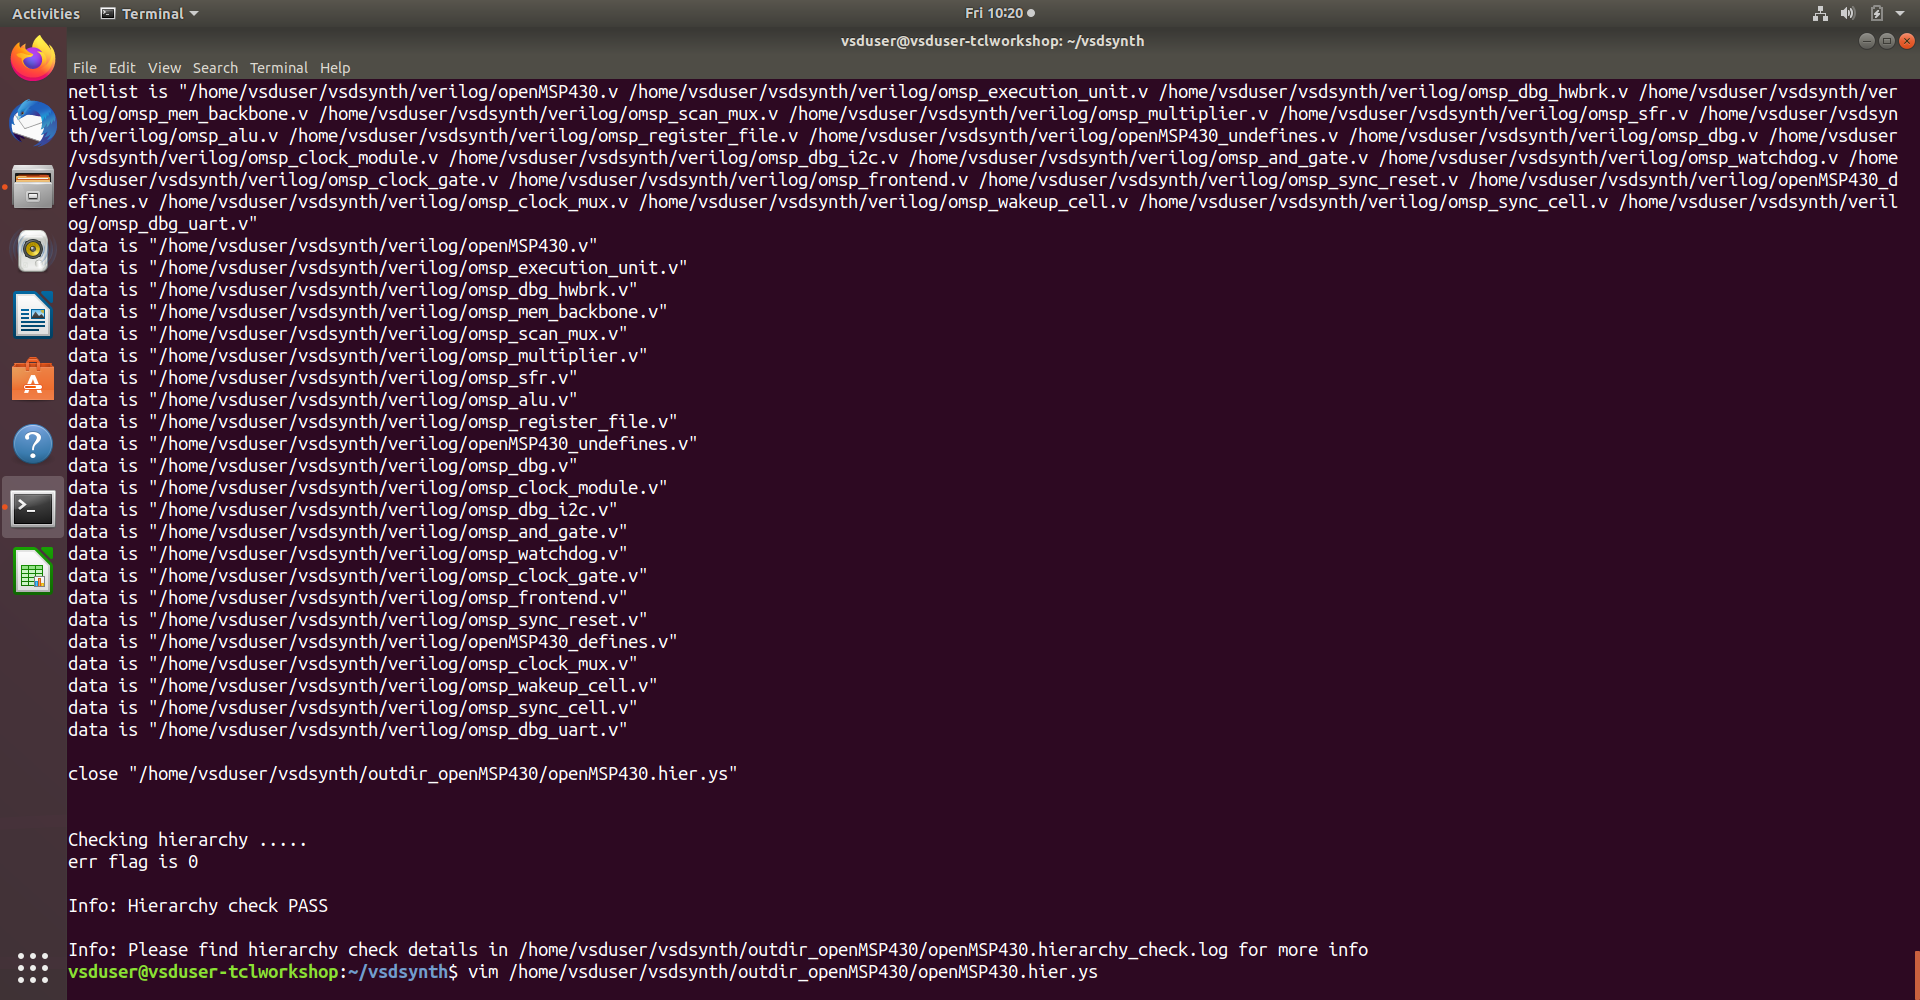 Activities Terminal Fri 10:20
vsduser@vsduser-tclworkshop: ~/vsdsynth
File Edit View Search Terminal Help
netlist is "/home/vsduser/vsdsynth/verilog/openMSP430.v /home/vsduser/vsdsynth/verilog/omsp_execution_unit.v /home/vsduser/vsdsynth/verilog/omsp_dbg_hwbrk.v /home/vsduser/vsdsynth/ver
ilog/omsp_mem_backbone.v /home/vsduser/vsdsynth/verilog/omsp_scan_mux.v /home/vsduser/vsdsynth/verilog/omsp_multiplier.v /home/vsduser/vsdsynth/verilog/omsp_sfr.v /home/vsduser/vsdsyn
th/verilog/omsp_alu.v /home/vsduser/vsdsynth/verilog/omsp_register_file.v /home/vsduser/vsdsynth/verilog/openMSP430_undefines.v /home/vsduser/vsdsynth/verilog/omsp_dbg.v /home/vsduser
/vsdsynth/verilog/omsp_clock_module.v /home/vsduser/vsdsynth/verilog/omsp_dbg_i2c.v /home/vsduser/vsdsynth/verilog/omsp_and_gate.v /home/vsduser/vsdsynth/verilog/omsp_watchdog.v /home
/vsduser/vsdsynth/verilog/omsp_clock_gate.v /home/vsduser/vsdsynth/verilog/omsp_frontend.v /home/vsduser/vsdsynth/verilog/omsp_sync_reset.v /home/vsduser/vsdsynth/verilog/openMSP430_d
efines.v /home/vsduser/vsdsynth/verilog/omsp_clock_mux.v /home/vsduser/vsdsynth/verilog/omsp_wakeup_cell.v /home/vsduser/vsdsynth/verilog/omsp_sync_cell.v /home/vsduser/vsdsynth/veril
og/omsp_dbg_uart.v"
data is "/home/vsduser/vsdsynth/verilog/openMSP430.v"
data is "/home/vsduser/vsdsynth/verilog/omsp_execution_unit.v"
data is "/home/vsduser/vsdsynth/verilog/omsp_dbg_hwbrk.v"
data is "/home/vsduser/vsdsynth/verilog/omsp_mem_backbone.v"
data is "/home/vsduser/vsdsynth/verilog/omsp_scan_mux.v"
data is "/home/vsduser/vsdsynth/verilog/omsp_multiplier.v"
data is "/home/vsduser/vsdsynth/verilog/omsp_sfr.v"
data is "/home/vsduser/vsdsynth/verilog/omsp_alu.v"
data is "/home/vsduser/vsdsynth/verilog/omsp_register_file.v"
data is "/home/vsduser/vsdsynth/verilog/openMSP430_undefines.v"
data is "/home/vsduser/vsdsynth/verilog/omsp_dbg.v"
data is "/home/vsduser/vsdsynth/verilog/omsp_clock_module.v"
data is "/home/vsduser/vsdsynth/verilog/omsp_dbg_i2c.v"
data is "/home/vsduser/vsdsynth/verilog/omsp_and_gate.v"
data is "/home/vsduser/vsdsynth/verilog/omsp_watchdog.v"
data is "/home/vsduser/vsdsynth/verilog/omsp_clock_gate.v"
data is "/home/vsduser/vsdsynth/verilog/omsp_frontend.v"
data is "/home/vsduser/vsdsynth/verilog/omsp_sync_reset.v"
data is "/home/vsduser/vsdsynth/verilog/openMSP430_defines.v"
data is "/home/vsduser/vsdsynth/verilog/omsp_clock_mux.v"
data is "/home/vsduser/vsdsynth/verilog/omsp_wakeup_cell.v"
data is "/home/vsduser/vsdsynth/verilog/omsp_sync_cell.v"
data is "/home/vsduser/vsdsynth/verilog/omsp_dbg_uart.v"
close "/home/vsduser/vsdsynth/outdir_openMSP430/openMSP430.hier.ys"
Checking hierarchy .....
err flag is 0
Info: Hierarchy check PASS
Info: Please find hierarchy check details in /home/vsduser/vsdsynth/outdir_openMSP430/openMSP430.hierarchy_check.log for more info
vsduser@vsduser-tclworkshop:~/vsdsynth$ vim /home/vsduser/vsdsynth/outdir_openMSP430/openMSP430.hier.ys